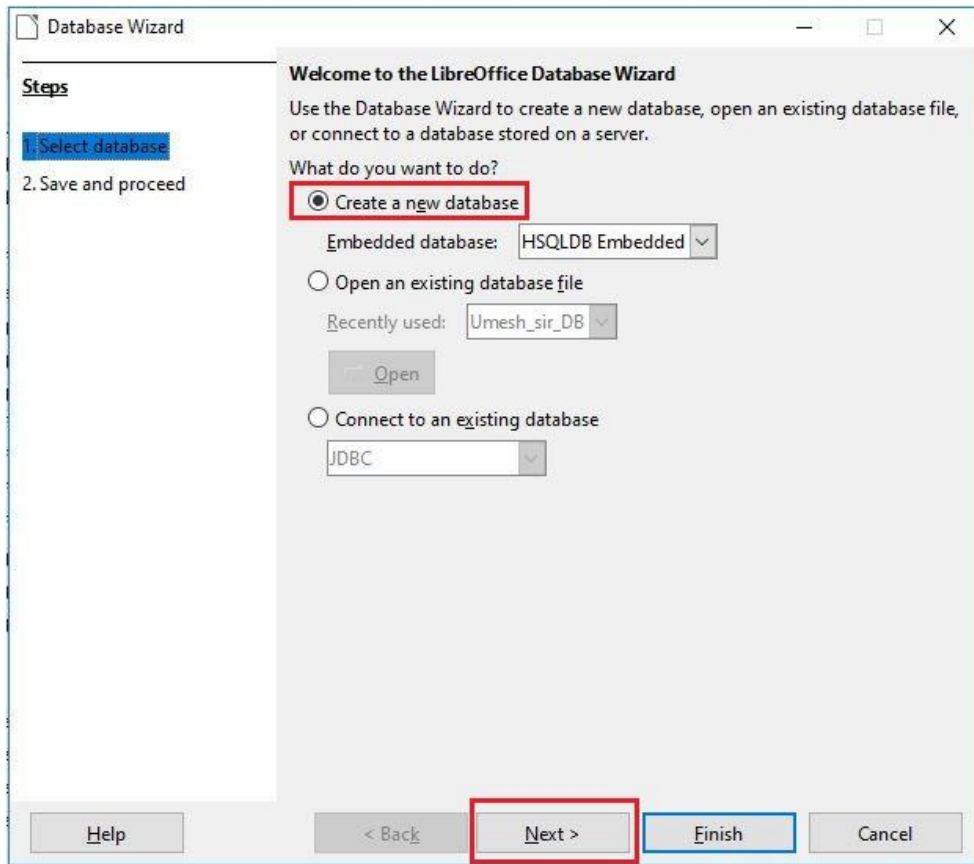 Database Wizard
Steps
1. Select database
2. Save and proceed
Welcome to the LibreOffice Database Wizard
Use the Database Wizard to create a new database, open an existing database file,
or connect to a database stored on a server.
What do you want to do?
Create a new database
Embedded database: HSQLDB Embedded
Open an existing database file
Recently used: Umesh_sir_DB
Open
Connect to an existing database
JDBC
Help < Back Next > Finish Cancel